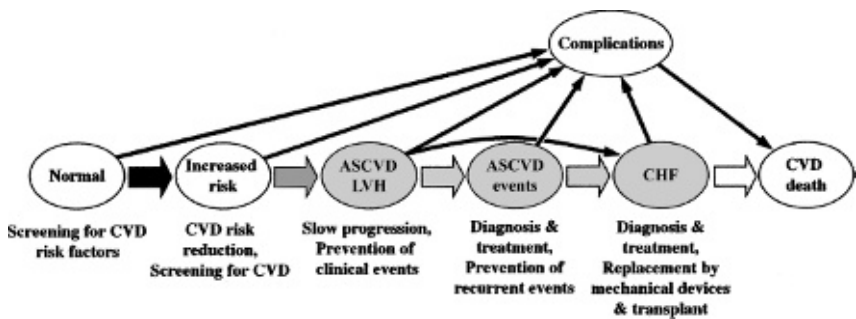 Complications
Normal
Increased
risk
ASCVD
LVH
ASCVD
events
CHF
CVD
death
Screening for CVD
risk factors
CVD risk
reduction,
Screening for CVD
Slow progression,
Prevention of
clinical events
Diagnosis &
treatment,
Prevention of
recurrent events
Diagnosis &
treatment,
Replacement by
mechanical devices
& transplant